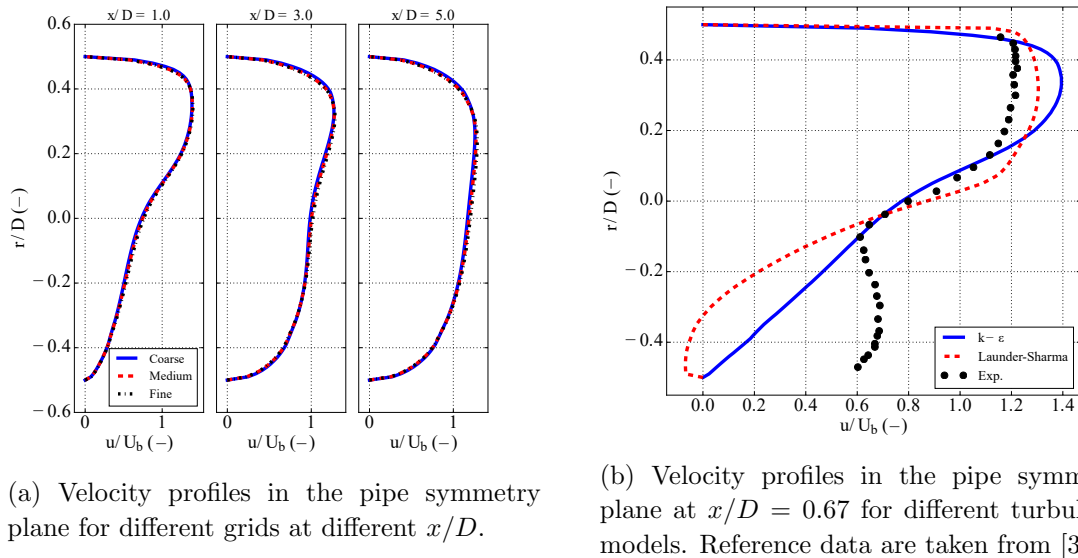 x/D = 1.0 x/D = 3.0 x/D = 5.0
0.6
0.4
0.2
0.0
−0.2
−0.4
−0.6
r/D (−)
Coarse
Medium
Fine
0 1 0 1 0 1
u/U_b (−) u/U_b (−) u/U_b (−)
(a) Velocity profiles in the pipe symmetry
plane for different grids at different x/D.
0.4
0.2
0.0
−0.2
−0.4
r/D (−)
k − ε
Launder-Sharma
Exp.
0.0 0.2 0.4 0.6 0.8 1.0 1.2 1.4
u/U_b (−)
(b) Velocity profiles in the pipe symm
plane at x/D = 0.67 for different turbul
models. Reference data are taken from [3